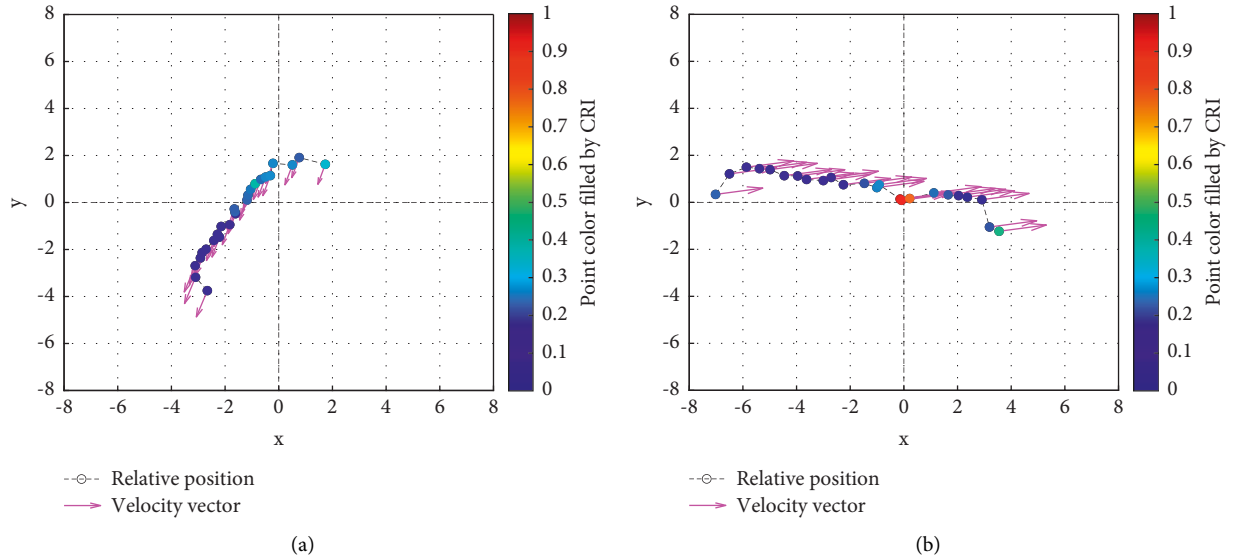 8
6
4
2
0
-2
-4
-6
-8
y
-8 -6 -4 -2 0 2 4 6 8
x
1
0.9
0.8
0.7
0.6
0.5
0.4
0.3
0.2
0.1
0
Point color filled by CRI
Relative position
Velocity vector
(a)
8
6
4
2
0
-2
-4
-6
-8
y
-8 -6 -4 -2 0 2 4 6 8
x
1
0.9
0.8
0.7
0.6
0.5
0.4
0.3
0.2
0.1
0
Point color filled by CRI
Relative position
Velocity vector
(b)